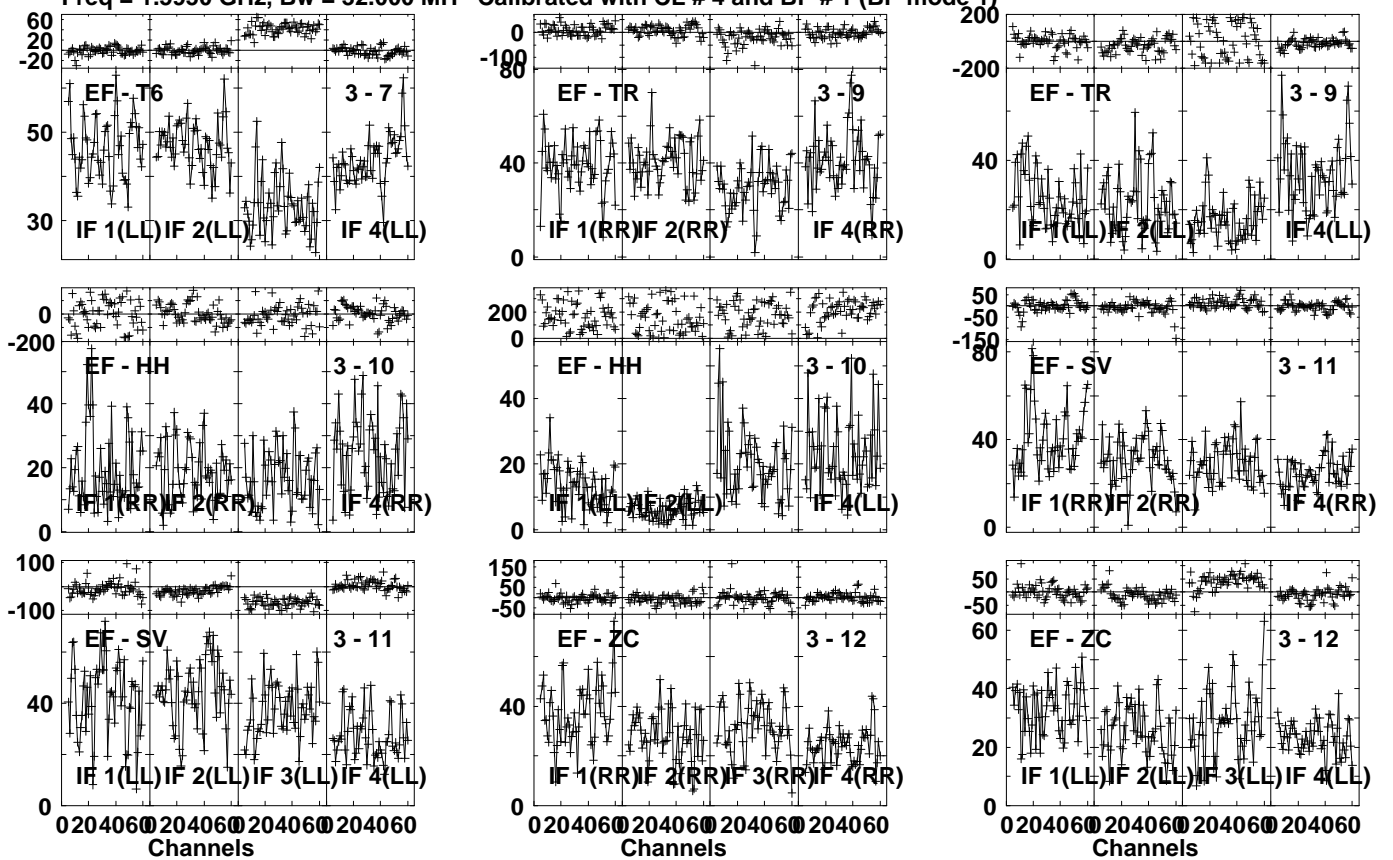 Calibrated with CL # 4 and BP # 1 (BP mode 1)
60
20
-20
EF - T6 3 - 7
50
30
IF 1(LL) IF 2(LL) IF 4(LL)
0
-100
80
EF - TR 3 - 9
40
IF 1(RR) IF 2(RR) IF 4(RR)
0
200
-200
EF - TR 3 - 9
40
IF 1(LL) IF 2(LL) IF 4(LL)
0
0
-200
EF - HH 3 - 10
40
20
IF 1(RR) IF 2(RR) IF 4(RR)
0
200
0
EF - HH 3 - 10
40
20
IF 1(LL) IF 2(LL) IF 4(LL)
0
50
-50
-150
80
EF - SV 3 - 11
40
IF 1(RR) IF 2(RR) IF 4(RR)
0
100
-100
EF - SV 3 - 11
40
IF 1(LL) IF 2(LL) IF 3(LL) IF 4(LL)
0
0 20 40 60 0 20 40 60 0 20 40 60 0 20 40 60
Channels
150
50
-50
EF - ZC 3 - 12
40
IF 1(RR) IF 2(RR) IF 3(RR) IF 4(RR)
0
0 20 40 60 0 20 40 60 0 20 40 60 0 20 40 60
Channels
50
-50
60
EF - ZC 3 - 12
40
20
IF 1(LL) IF 2(LL) IF 3(LL) IF 4(LL)
0
0 20 40 60 0 20 40 60 0 20 40 60 0 20 40 60
Channels